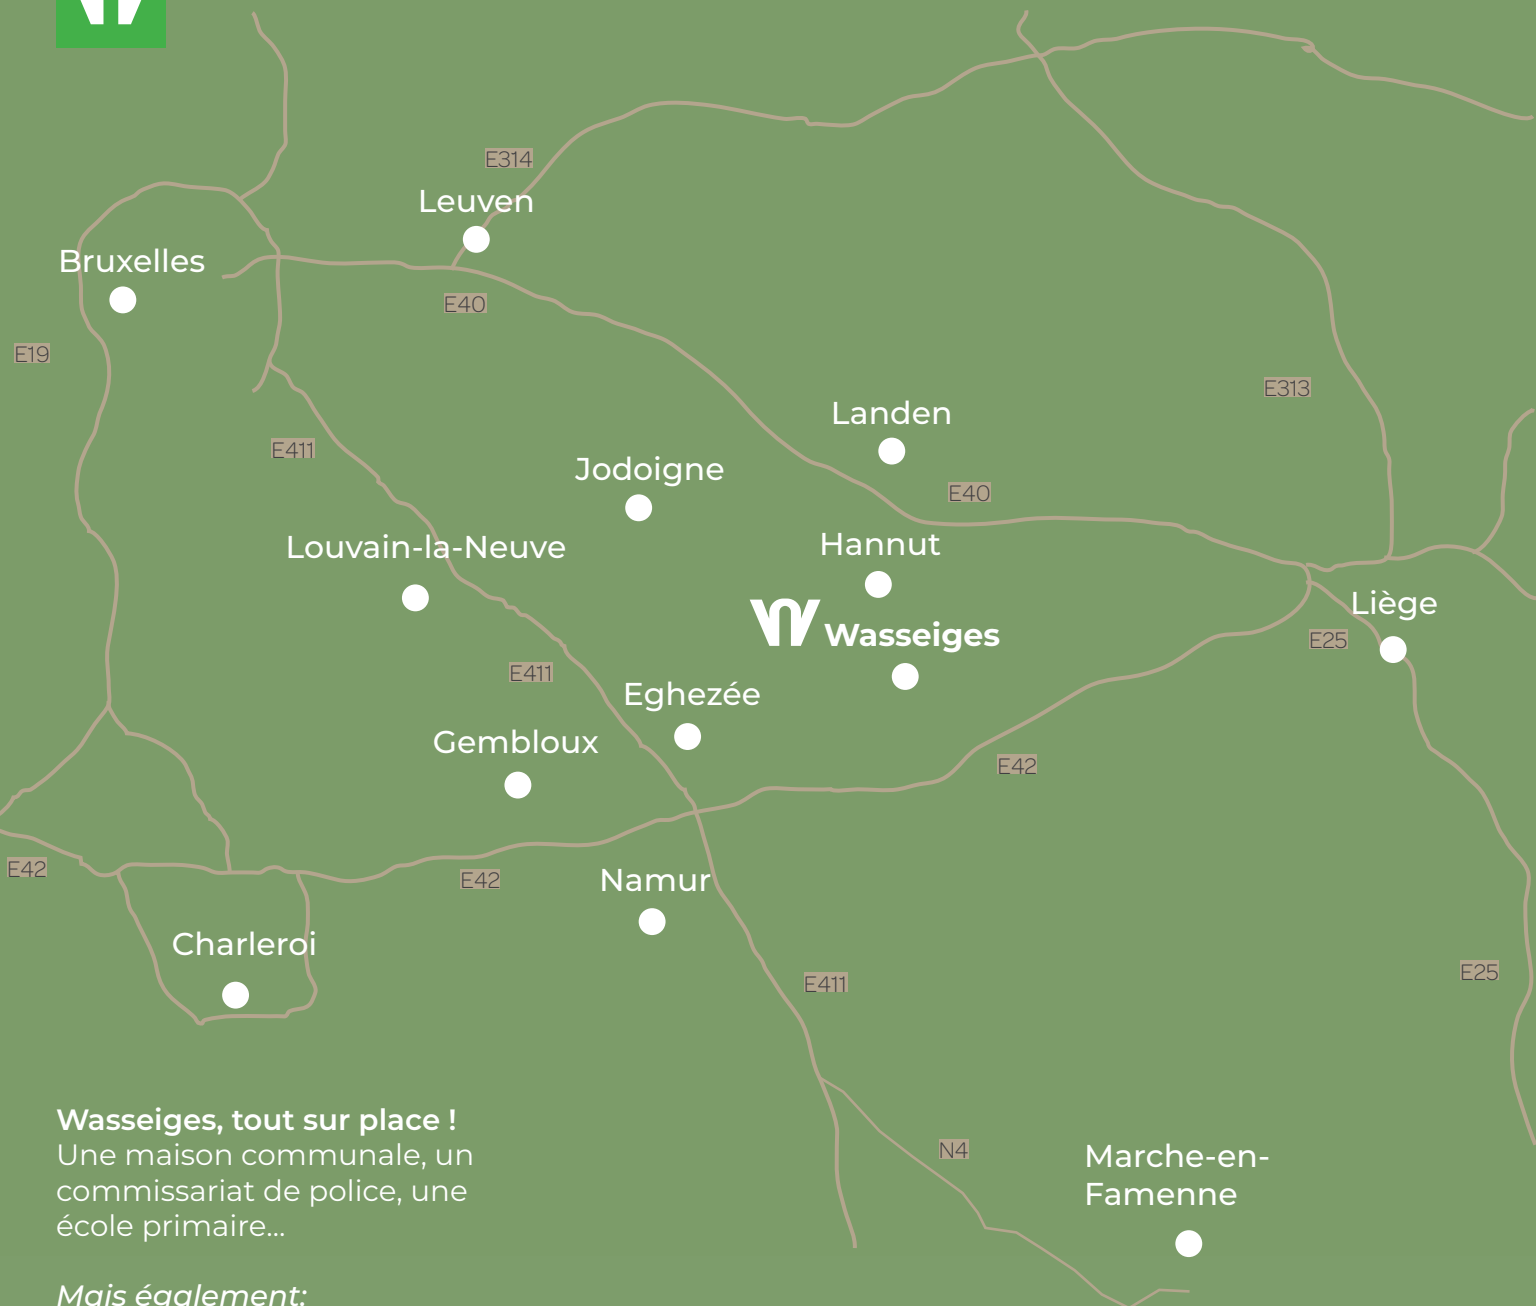 E314
Leuven
Bruxelles
E40
E19
E313
Landen
E411
Jodoigne
E40
Louvain-la-Neuve
Hannut
Liège
Wasseiges
E25
E411
Eghezée
Gembloux
E42
E42
E42
Namur
Charleroi
E25
E411
N4
Marche-en-
Famenne
Wasseiges, tout sur place !
Une maison communale, un
commissariat de police, une
école primaire...
Mais également: